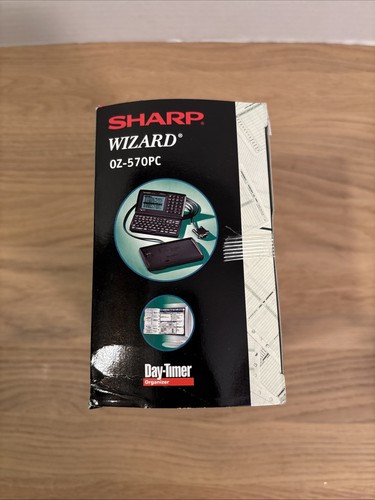 SHARP
WIZARD®
OZ-570PC
Day-Timer
Organizer